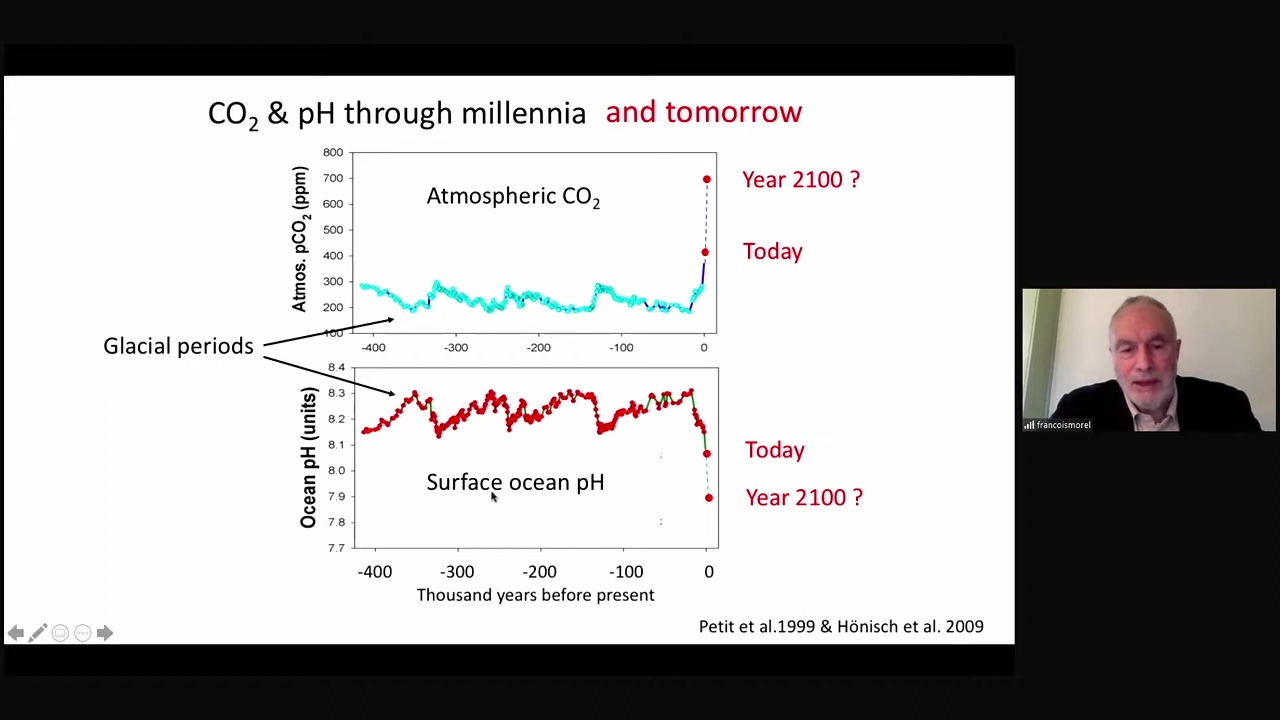 CO2 & pH through millennia and tomorrow
800
700
600
500
400
300
200
100
Atmos. pCO2 (ppm)
Atmospheric CO2
Year 2100 ?
Today
-400 -300 -200 -100 0
Glacial periods
8.4
8.3
8.2
8.1
8.0
7.9
7.8
7.7
Ocean pH (units)
Surface ocean pH
Today
Year 2100 ?
-400 -300 -200 -100 0
Thousand years before present
Petit et al.1999 & Hönisch et al. 2009
francoismorel